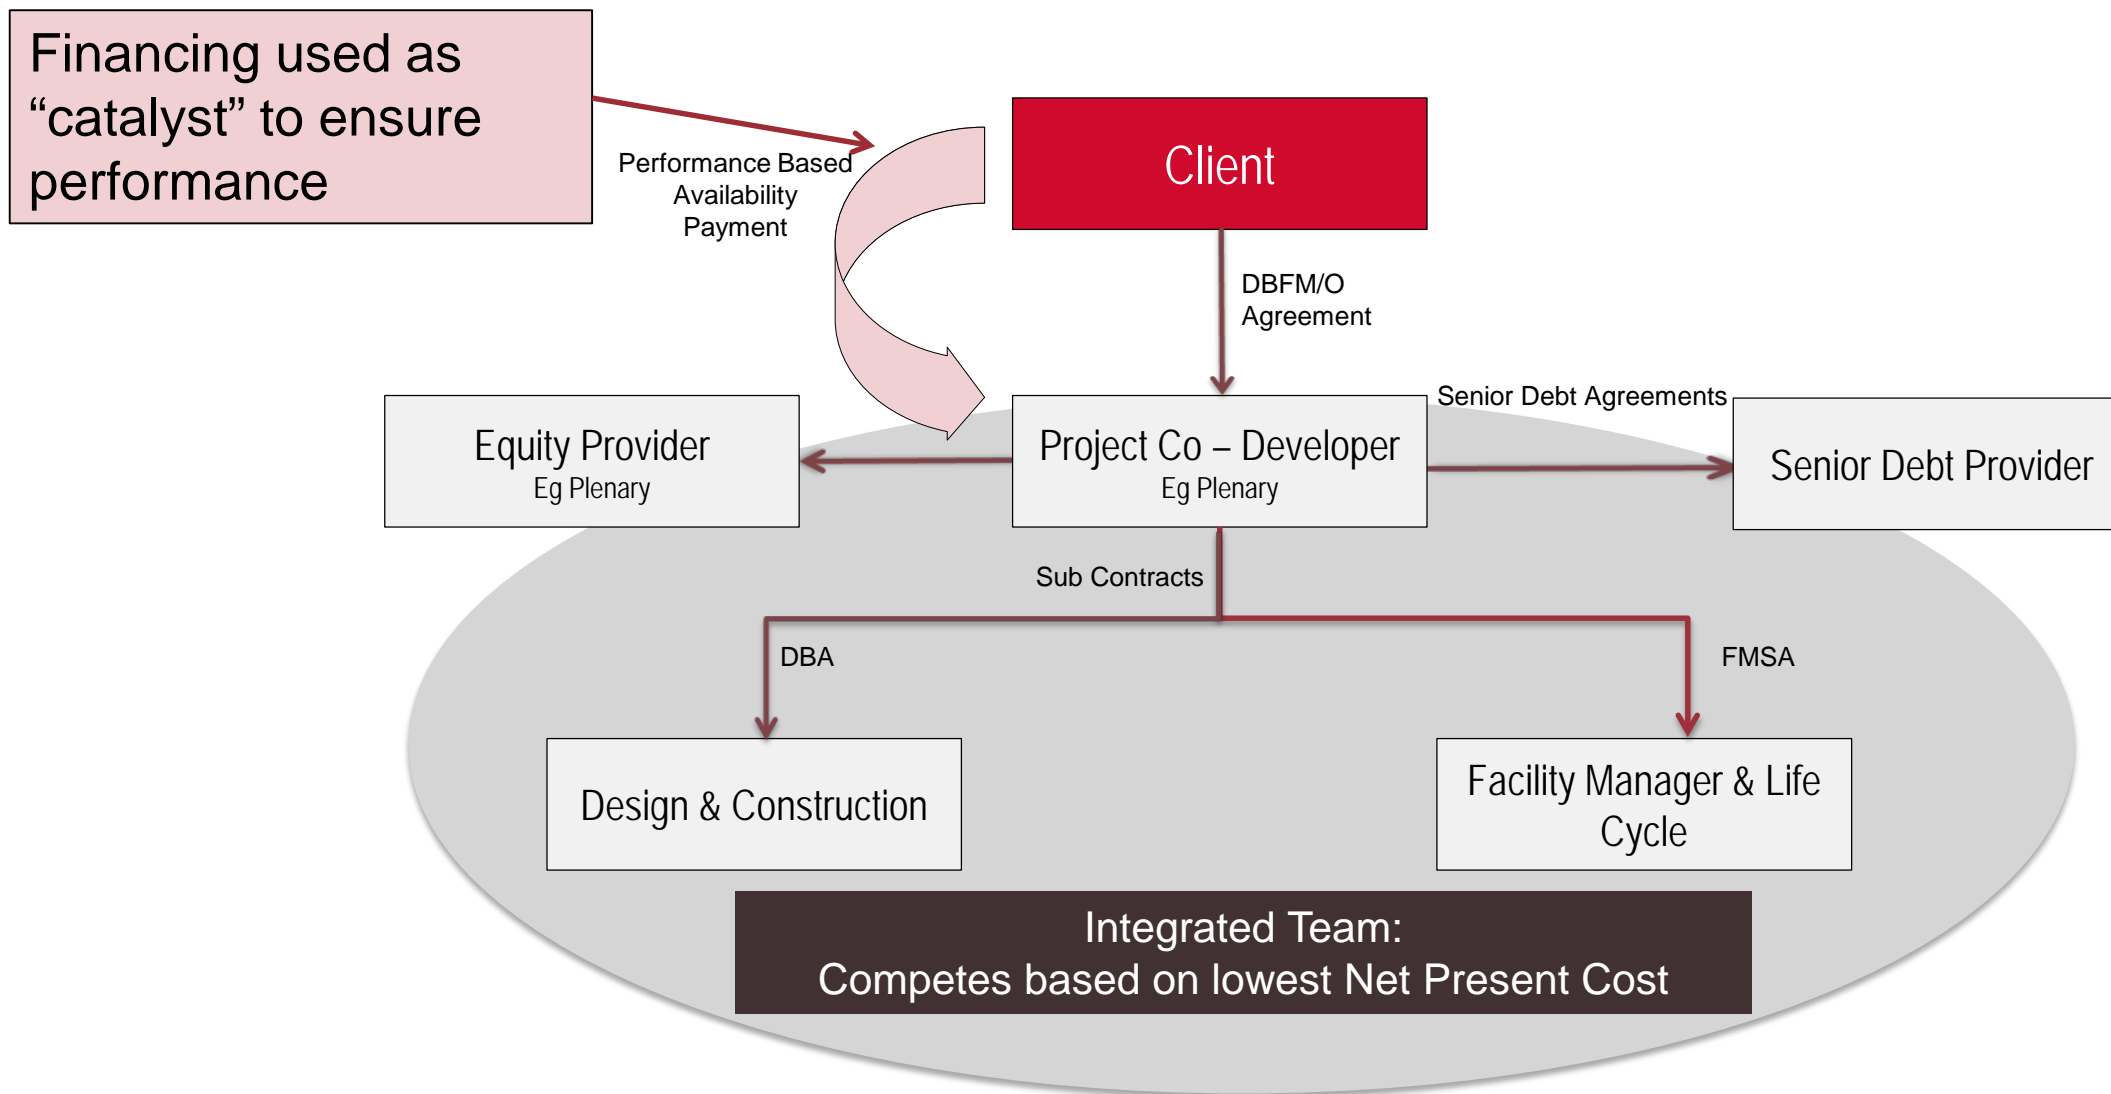 Financing used as
“catalyst” to ensure
performance
Performance Based
Availability
Payment
Client
DBFM/O
Agreement
Senior Debt Agreements
Equity Provider
Eg Plenary
Project Co – Developer
Eg Plenary
Senior Debt Provider
Sub Contracts
DBA
FMSA
Design & Construction
Facility Manager & Life
Cycle
Integrated Team:
Competes based on lowest Net Present Cost